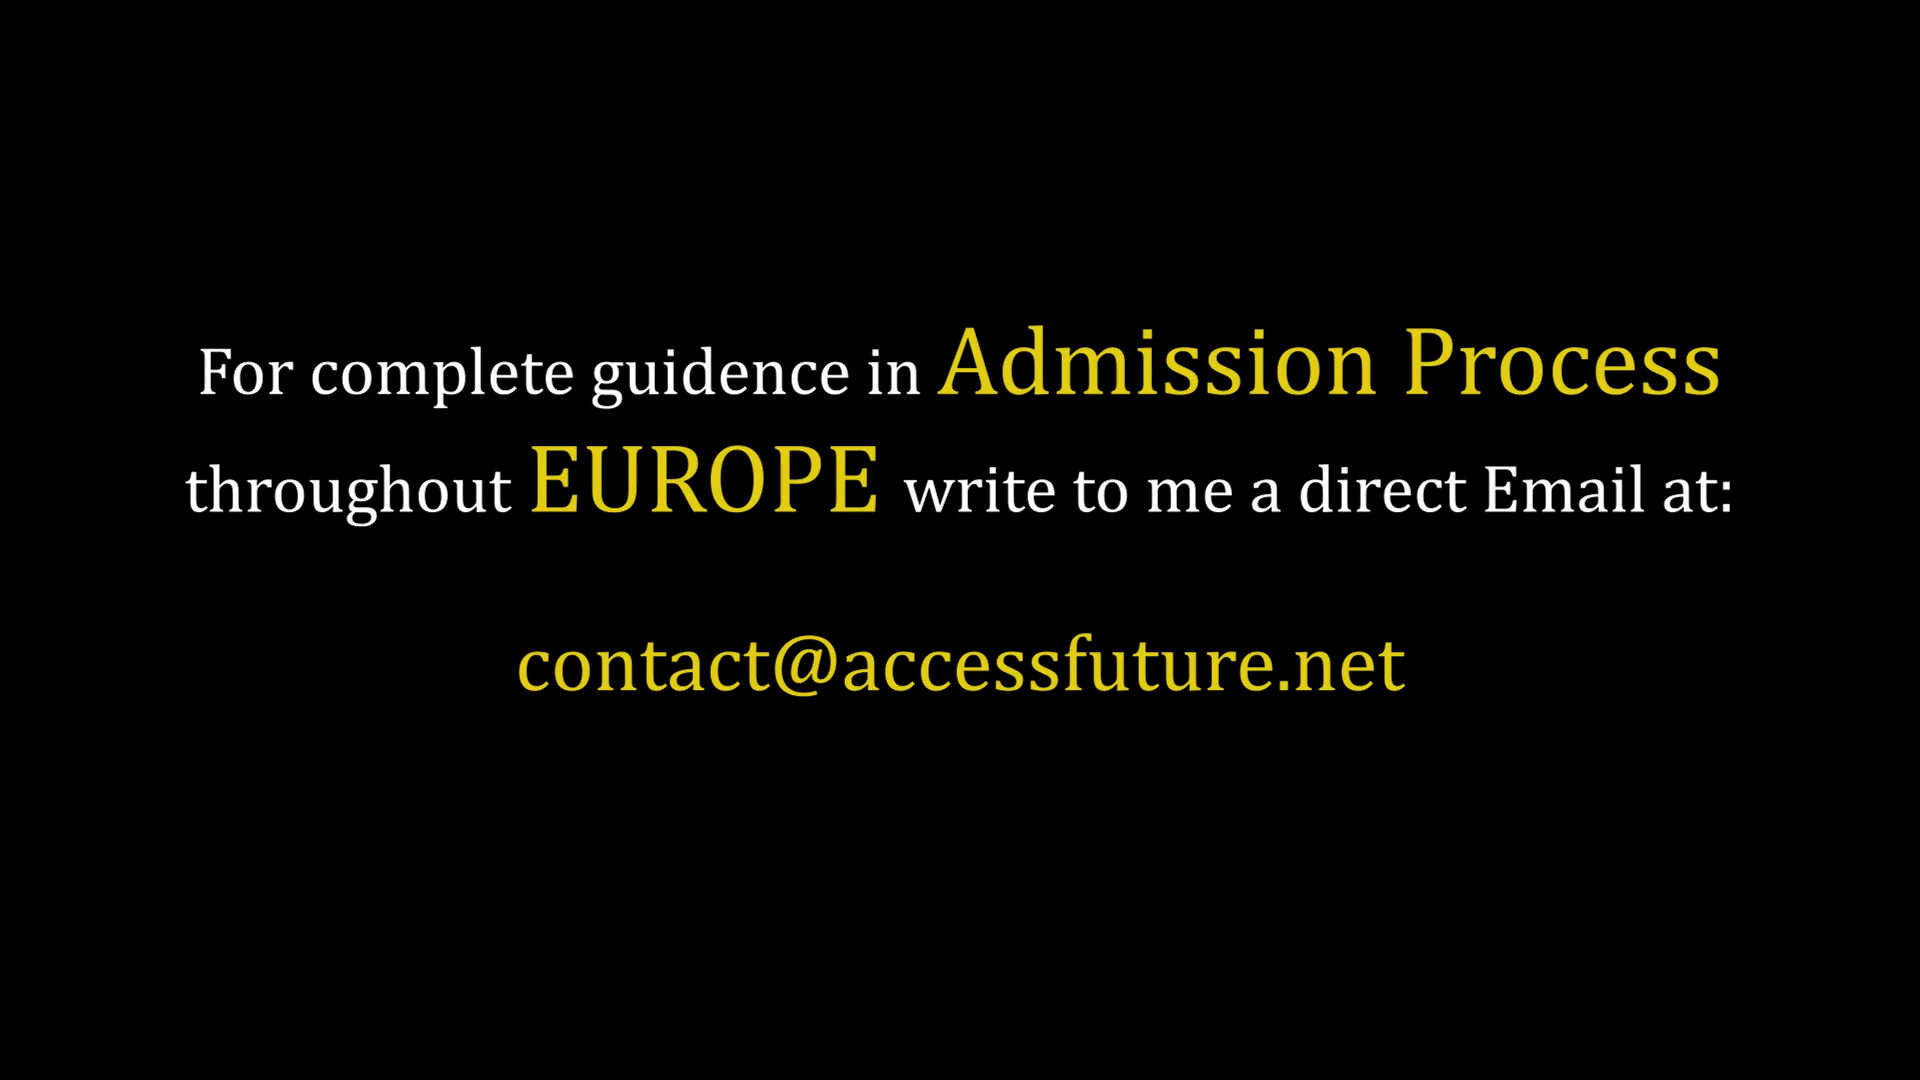 For complete guidence in Admission Process
throughout EUROPE write to me a direct Email at:
contact@accessfuture.net